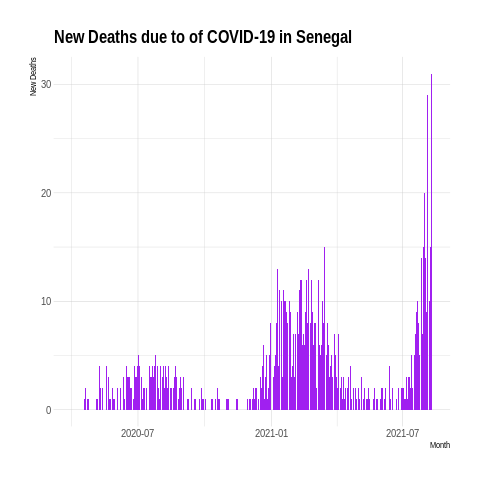 New Deaths due to of COVID-19 in Senegal
New Deaths
30
20
10
0
2020-07
2021-01
2021-07
Month